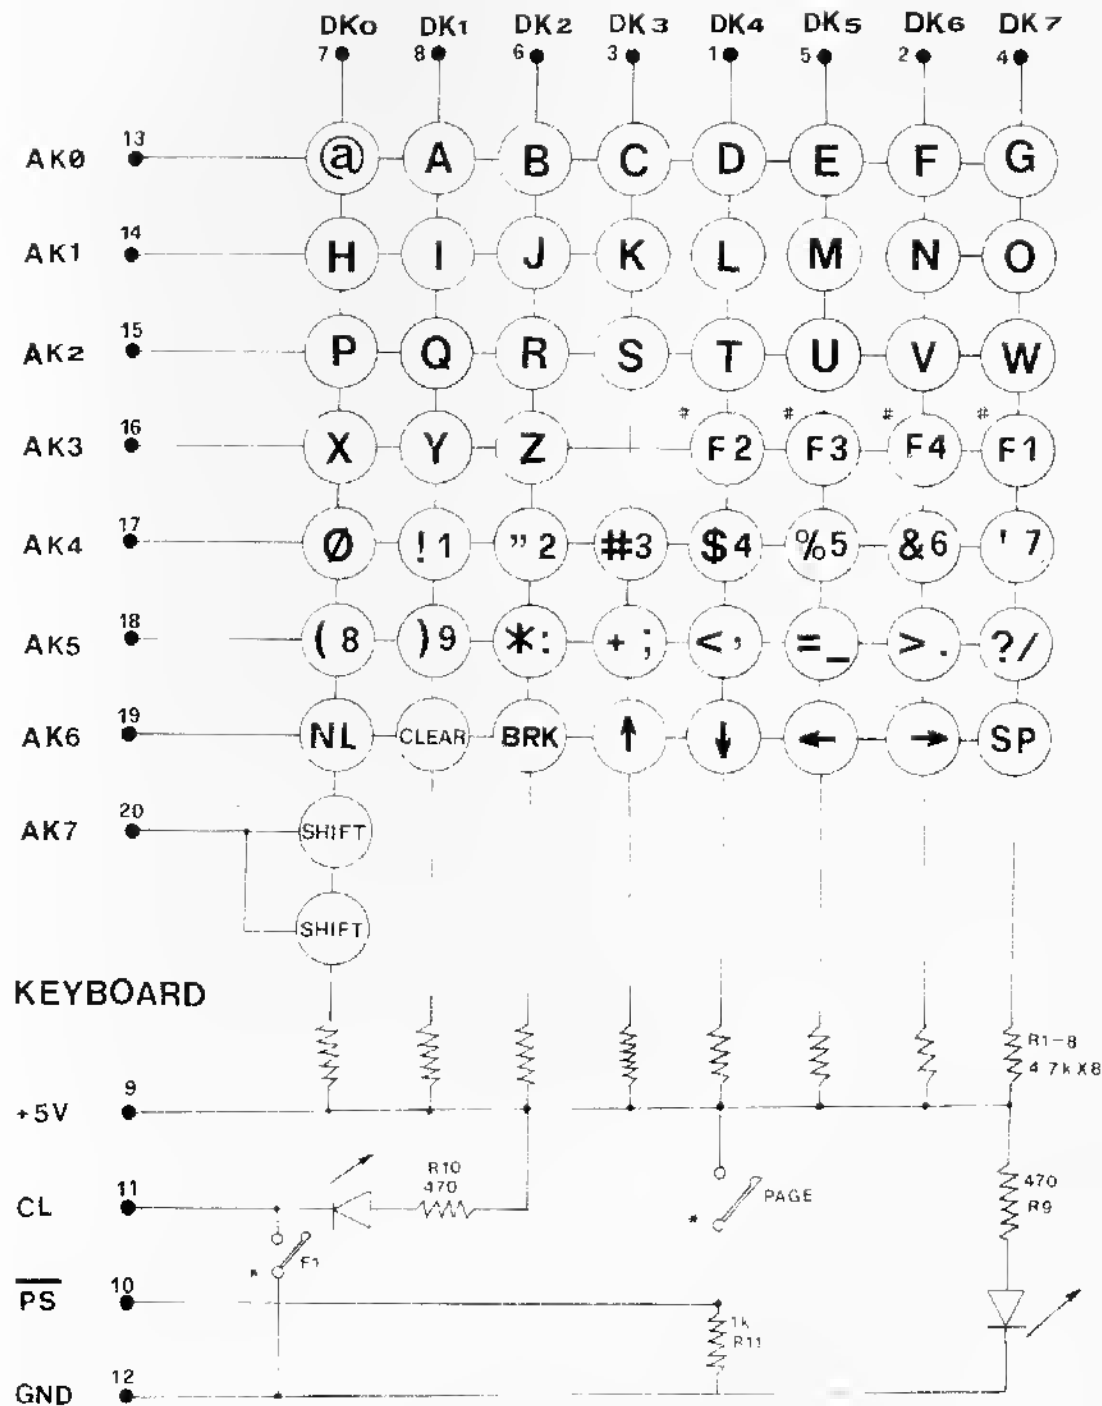 DK0 DK1 DK2 DK3 DK4 DK5 DK6 DK7
7 8 6 3 1 5 2 4
AKØ 13 @ A B C D E F G
AK1 14 H I J K L M N O
AK2 15 P Q R S T U V W
# # # #
AK3 16 X Y Z F2 F3 F4 F1
AK4 17 Ø !1 "2 #3 $4 %5 &6 '7
AK5 18 (8 )9 *: +; <, =_ >. ?/
AK6 19 NL CLEAR BRK ↑ ↓ ← → SP
AK7 20 SHIFT
SHIFT
KEYBOARD
R1-8
4.7k X8
+5V 9
R10
470
CL 11
* F1
* PAGE
470
R9
PS 10
1k
R11
GND 12